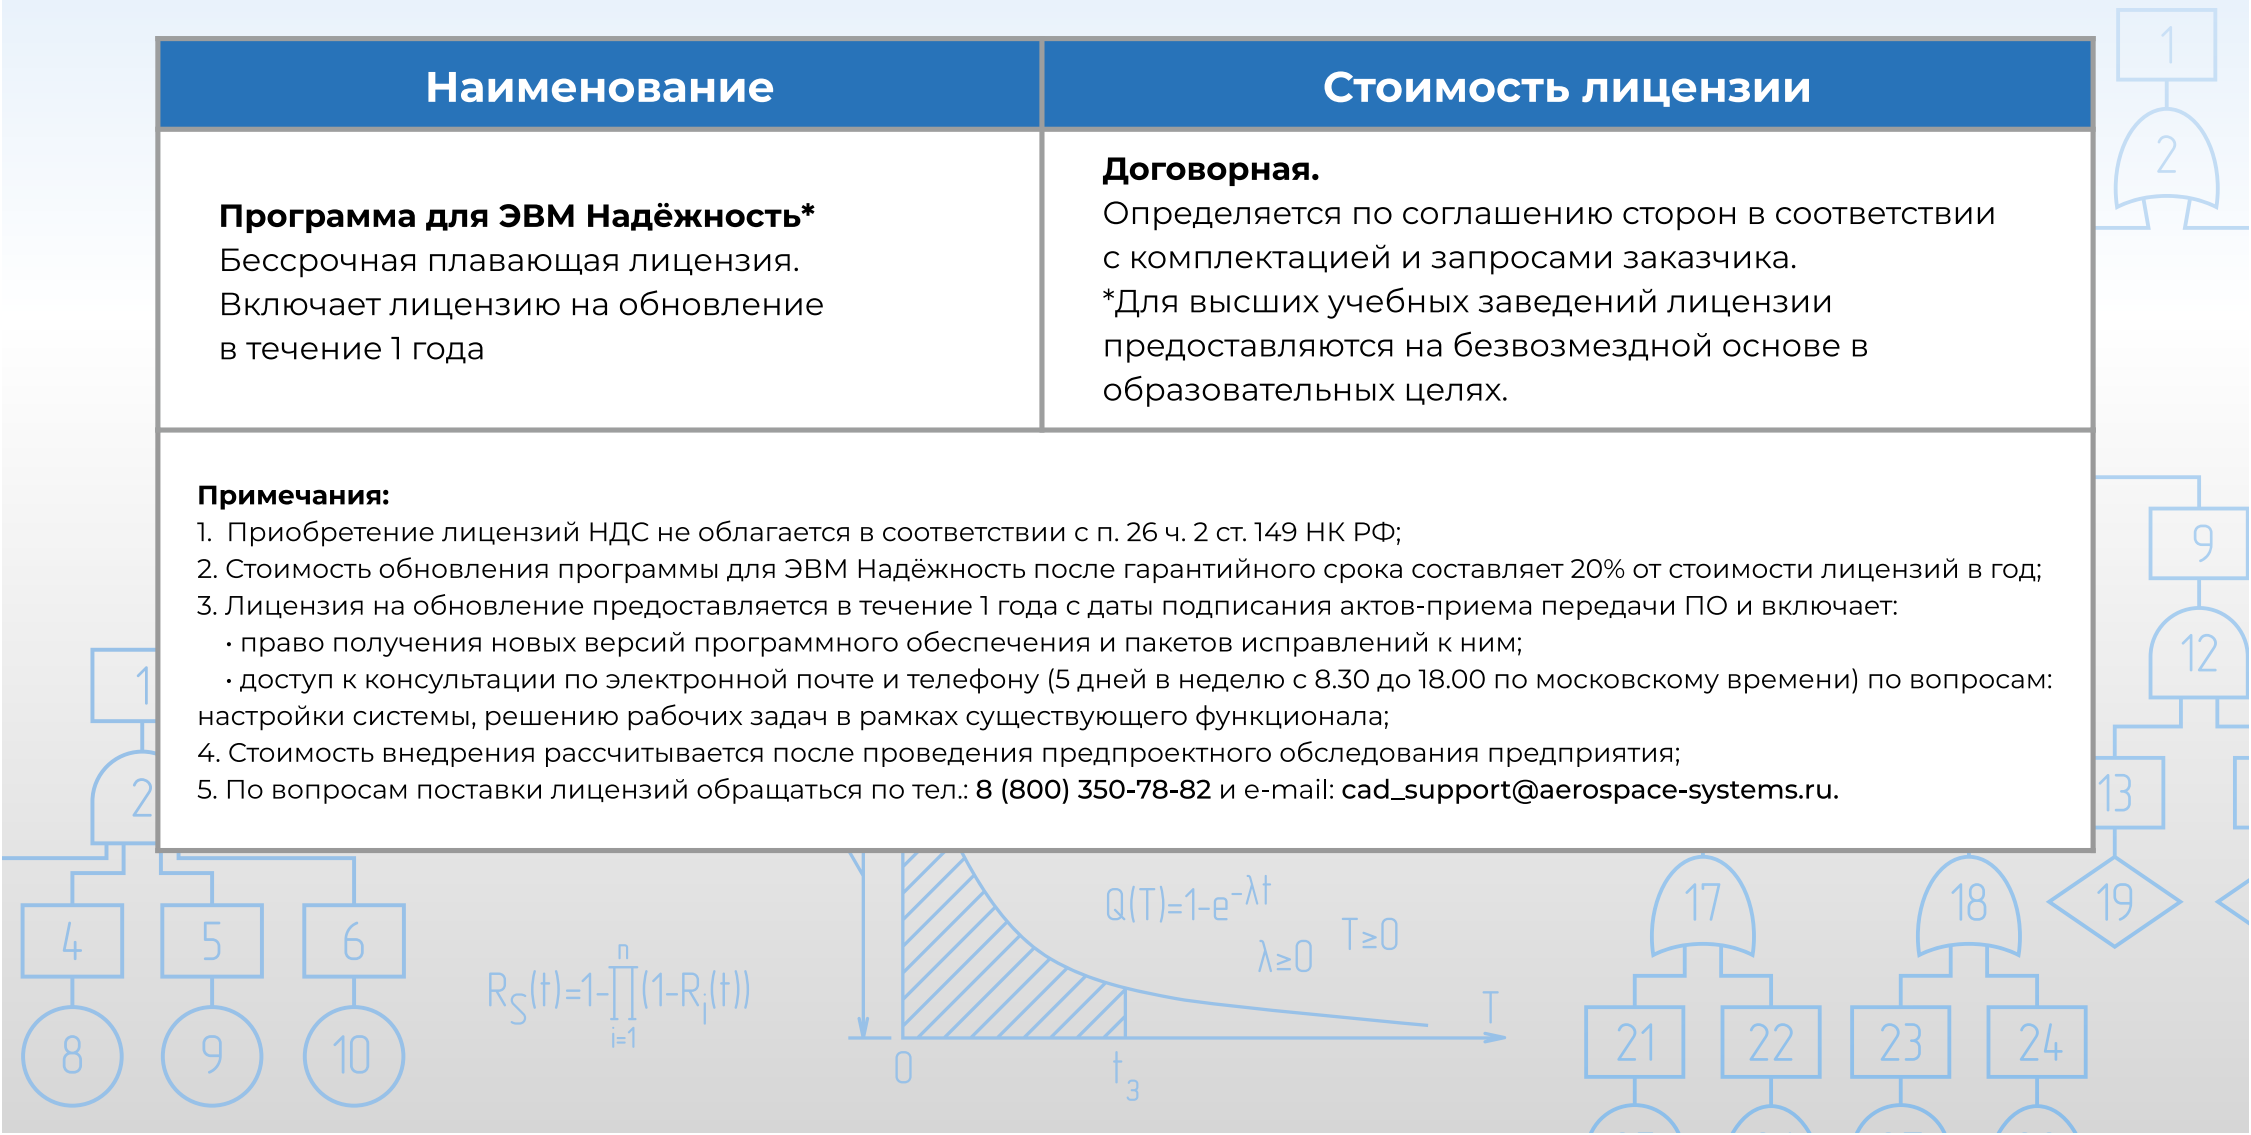 Наименование
Стоимость лицензии
Программа для ЭВМ Надёжность*
Бессрочная плавающая лицензия.
Включает лицензию на обновление
в течение 1 года
Договорная.
Определяется по соглашению сторон в соответствии
с комплектацией и запросами заказчика.
*Для высших учебных заведений лицензии
предоставляются на безвозмездной основе в
образовательных целях.
Примечания:
1. Приобретение лицензий НДС не облагается в соответствии с п. 26 ч. 2 ст. 149 НК РФ;
2. Стоимость обновления программы для ЭВМ Надёжность после гарантийного срока составляет 20% от стоимости лицензий в год;
3. Лицензия на обновление предоставляется в течение 1 года с даты подписания актов-приема передачи ПО и включает:
• право получения новых версий программного обеспечения и пакетов исправлений к ним;
• доступ к консультации по электронной почте и телефону (5 дней в неделю с 8.30 до 18.00 по московскому времени) по вопросам:
настройки системы, решению рабочих задач в рамках существующего функционала;
4. Стоимость внедрения рассчитывается после проведения предпроектного обследования предприятия;
5. По вопросам поставки лицензий обращаться по тел.: 8 (800) 350-78-82 и e-mail: cad_support@aerospace-systems.ru.
1
2
9
12
13
19
1
2
4
5
6
8
9
10
R_S(t)=1-∏_{i=1}^{n}(1-R_i(t))
Q(T)=1-e^{-λt}
λ≥0
T≥0
T
0
t_3
17
18
21
22
23
24